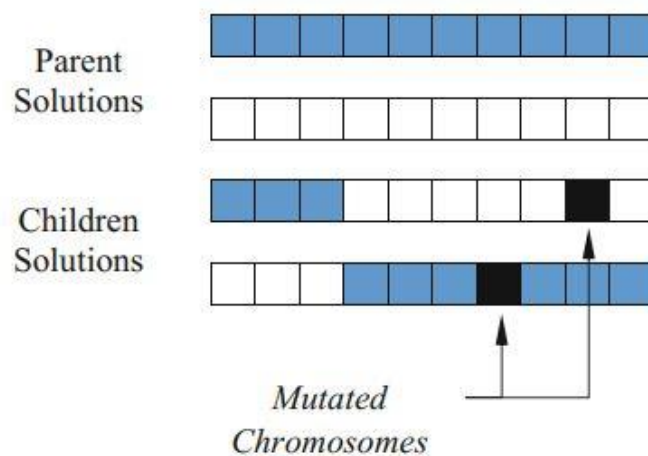 Parent
Solutions
Children
Solutions
Mutated
Chromosomes